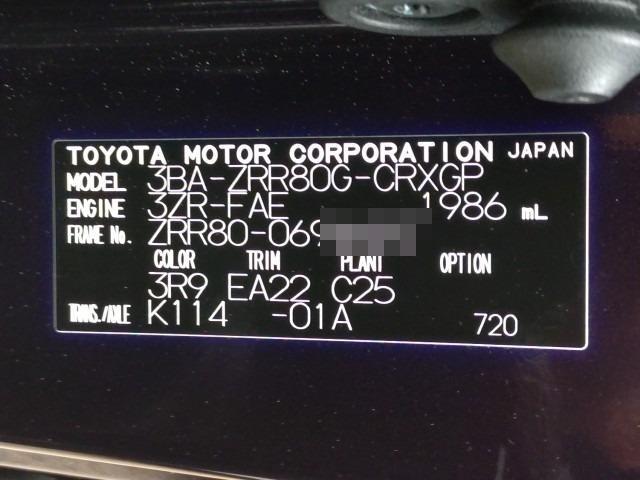 TOYOTA MOTOR CORPORATION JAPAN
MODEL 3BA-ZRR80G-CRXGP
ENGINE 3ZR-FAE 1986 mL
FRAME No. ZRR80-069
COLOR TRIM PLANT OPTION
3R9 EA22 C25
TRANS./AXLE K114 -01A 720